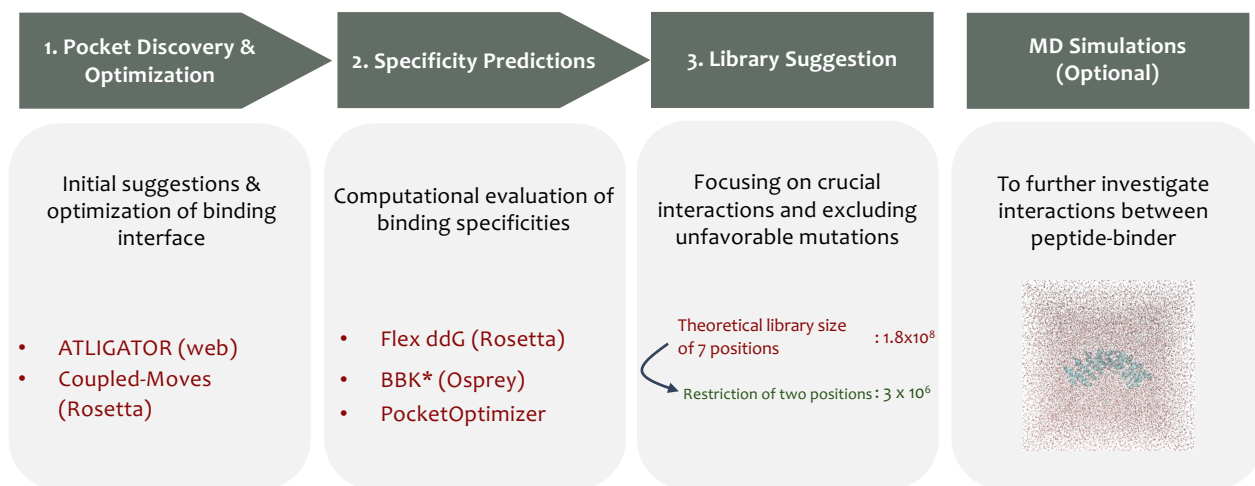 1. Pocket Discovery &
Optimization
2. Specificity Predictions
3. Library Suggestion
MD Simulations
(Optional)
Initial suggestions &
optimization of binding
interface
• ATLIGATOR (web)
• Coupled-Moves
(Rosetta)
Computational evaluation of
binding specificities
• Flex ddG (Rosetta)
• BBK* (Osprey)
• PocketOptimizer
Focusing on crucial
interactions and excluding
unfavorable mutations
Theoretical library size
of 7 positions : 1.8x10⁸
Restriction of two positions : 3 x 10⁶
To further investigate
interactions between
peptide-binder